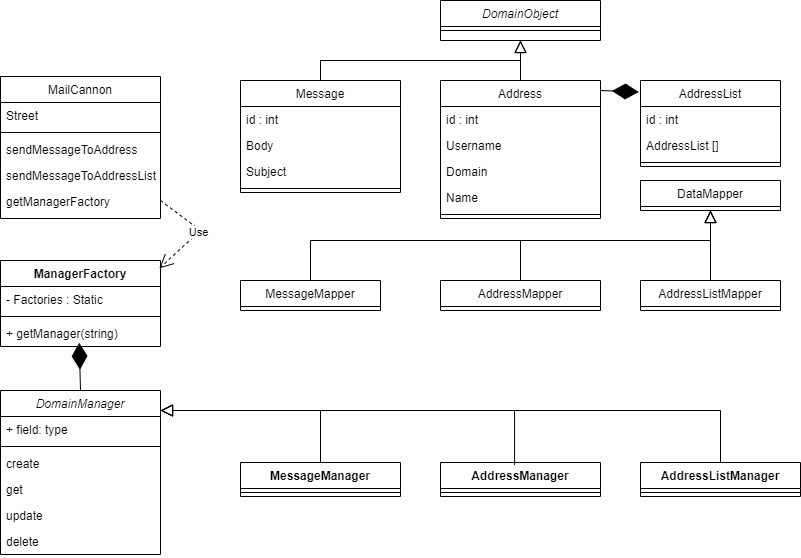 DomainObject
MailCannon
Street
sendMessageToAddress
sendMessageToAddressList
getManagerFactory
Message
id : int
Body
Subject
Address
id : int
Username
Domain
Name
AddressList
id : int
AddressList []
DataMapper
Use
MessageMapper
AddressMapper
AddressListMapper
ManagerFactory
- Factories : Static
+ getManager(string)
DomainManager
+ field: type
create
get
update
delete
MessageManager
AddressManager
AddressListManager